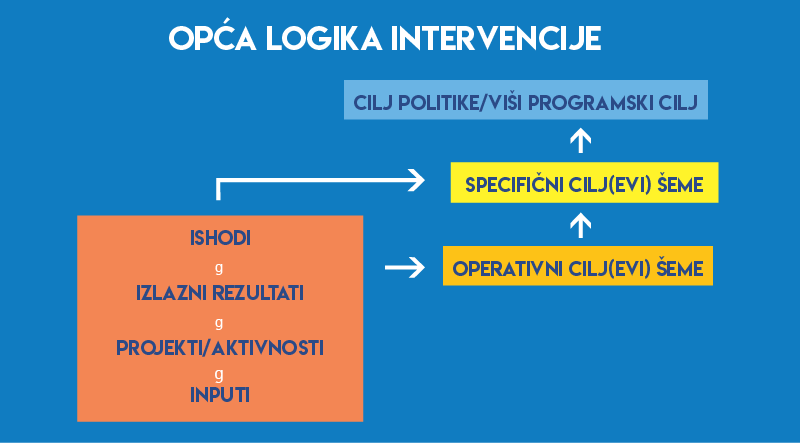 OPĆA LOGIKA INTERVENCIJE
CILJ POLITIKE/VIŠI PROGRAMSKI CILJ
SPECIFIČNI CILJ(EVI) ŠEME
OPERATIVNI CILJ(EVI) ŠEME
ISHODI
g
IZLAZNI REZULTATI
g
PROJEKTI/AKTIVNOSTI
g
INPUTI